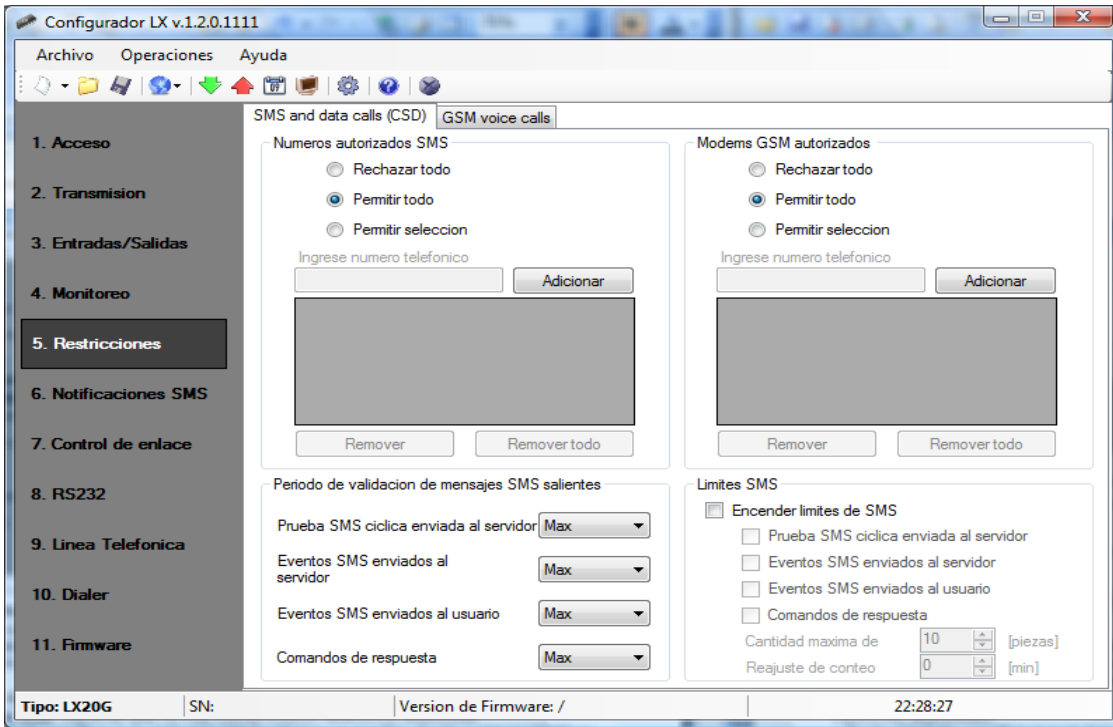 Configurador LX v.1.2.0.1111
Archivo Operaciones Ayuda
SMS and data calls (CSD) GSM voice calls
1. Acceso
2. Transmision
3. Entradas/Salidas
4. Monitoreo
5. Restricciones
6. Notificaciones SMS
7. Control de enlace
8. RS232
9. Linea Telefonica
10. Dialer
11. Firmware
Numeros autorizados SMS
Rechazar todo
Permitir todo
Permitir seleccion
Ingrese numero telefonico
Adicionar
Remover Remover todo
Modems GSM autorizados
Rechazar todo
Permitir todo
Permitir seleccion
Ingrese numero telefonico
Adicionar
Remover Remover todo
Periodo de validacion de mensajes SMS salientes
Prueba SMS ciclica enviada al servidor Max
Eventos SMS enviados al
servidor Max
Eventos SMS enviados al usuario Max
Comandos de respuesta Max
Limites SMS
Encender limites de SMS
Prueba SMS ciclica enviada al servidor
Eventos SMS enviados al servidor
Eventos SMS enviados al usuario
Comandos de respuesta
Cantidad maxima de 10 [piezas]
Reajuste de conteo 0 [min]
Tipo: LX20G SN: Version de Firmware: / 22:28:27